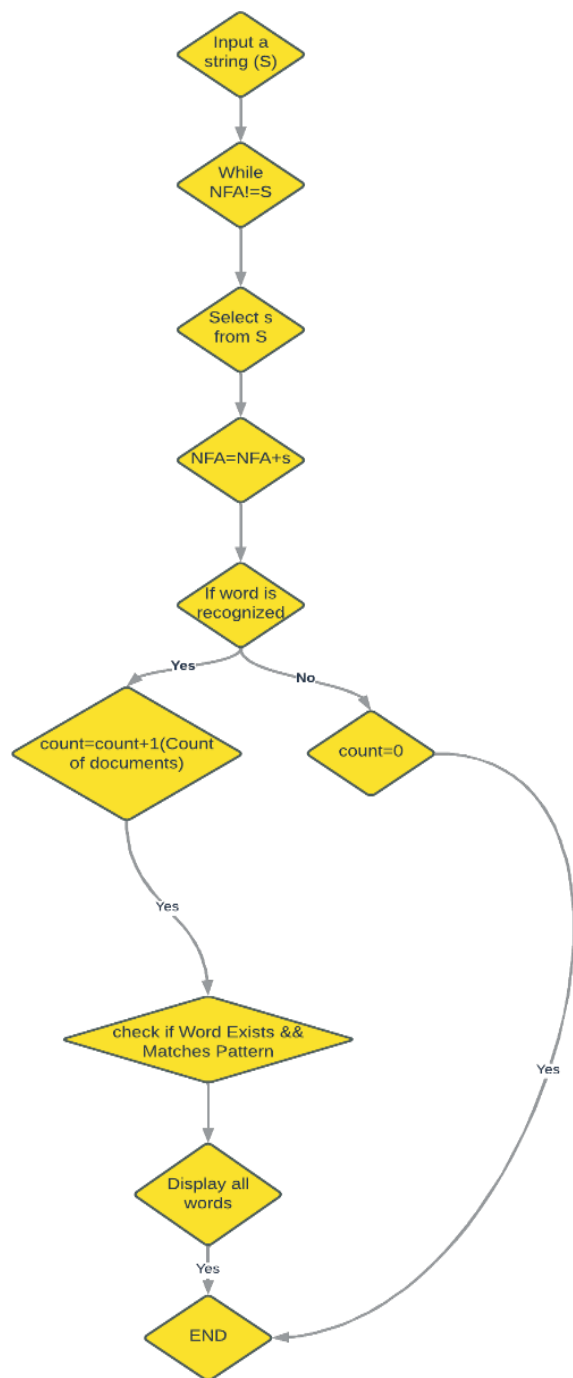 Input a
string (S)
While
NFA!=S
Select s
from S
NFA=NFA+s
If word is
recognized
Yes
No
count=count+1(Count
of documents)
count=0
Yes
check if Word Exists &&
Matches Pattern
Yes
Display all
words
Yes
END